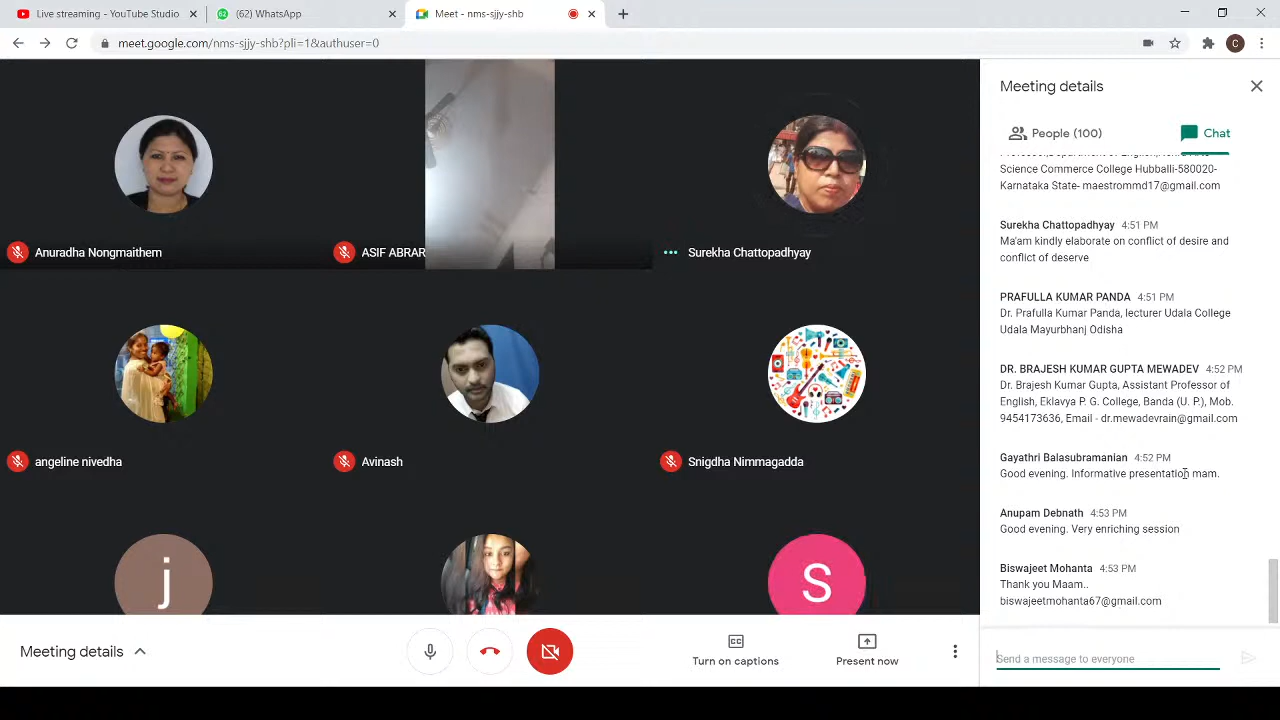 Live streaming - YouTube Studio
(62) WhatsApp
Meet - nms-sjjy-shb
meet.google.com/nms-sjjy-shb?pli=1&authuser=0
C
Anuradha Nongmaithem
ASIF ABRAR
Surekha Chattopadhyay
angeline nivedha
Avinash
Snigdha Nimmagadda
j
S
Meeting details
Turn on captions
Present now
Meeting details
People (100)
Chat
Science Commerce College Hubballi-580020-
Karnataka State- maestrommd17@gmail.com
Surekha Chattopadhyay 4:51 PM
Ma'am kindly elaborate on conflict of desire and
conflict of deserve
PRAFULLA KUMAR PANDA 4:51 PM
Dr. Prafulla Kumar Panda, lecturer Udala College
Udala Mayurbhanj Odisha
DR. BRAJESH KUMAR GUPTA MEWADEV 4:52 PM
Dr. Brajesh Kumar Gupta, Assistant Professor of
English, Eklavya P. G. College, Banda (U. P.), Mob.
9454173636, Email - dr.mewadevrain@gmail.com
Gayathri Balasubramanian 4:52 PM
Good evening. Informative presentation mam.
Anupam Debnath 4:53 PM
Good evening. Very enriching session
Biswajeet Mohanta 4:53 PM
Thank you Maam..
biswajeetmohanta67@gmail.com
Send a message to everyone